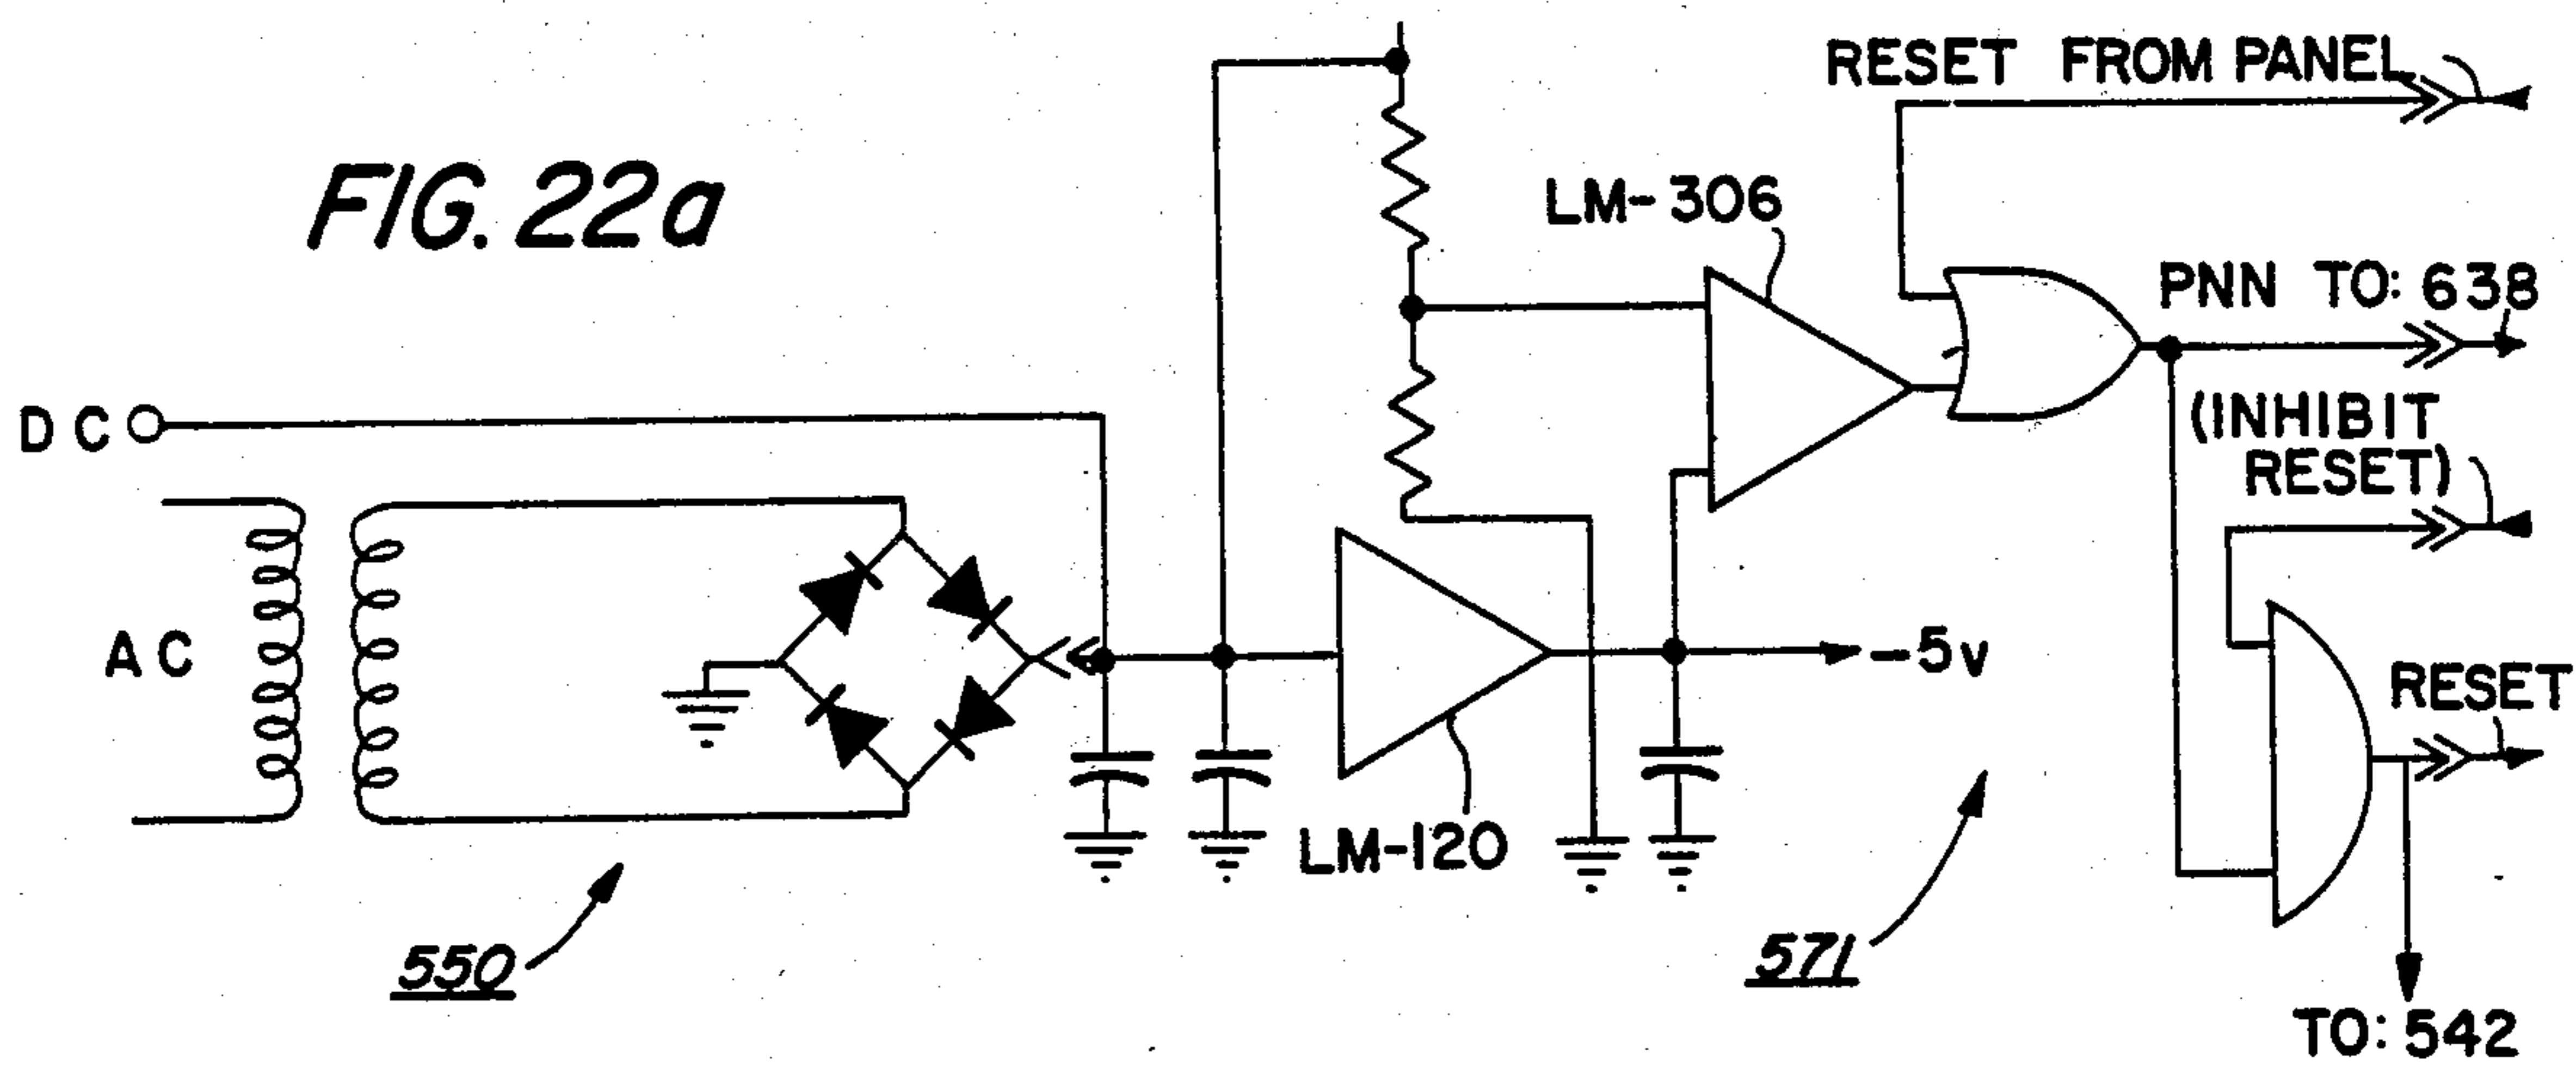 FIG. 22a
RESET FROM PANEL
LM-306
PNN TO: 638
DC
(INHIBIT
RESET)
AC
-5v
RESET
LM-120
550
571
TO: 542